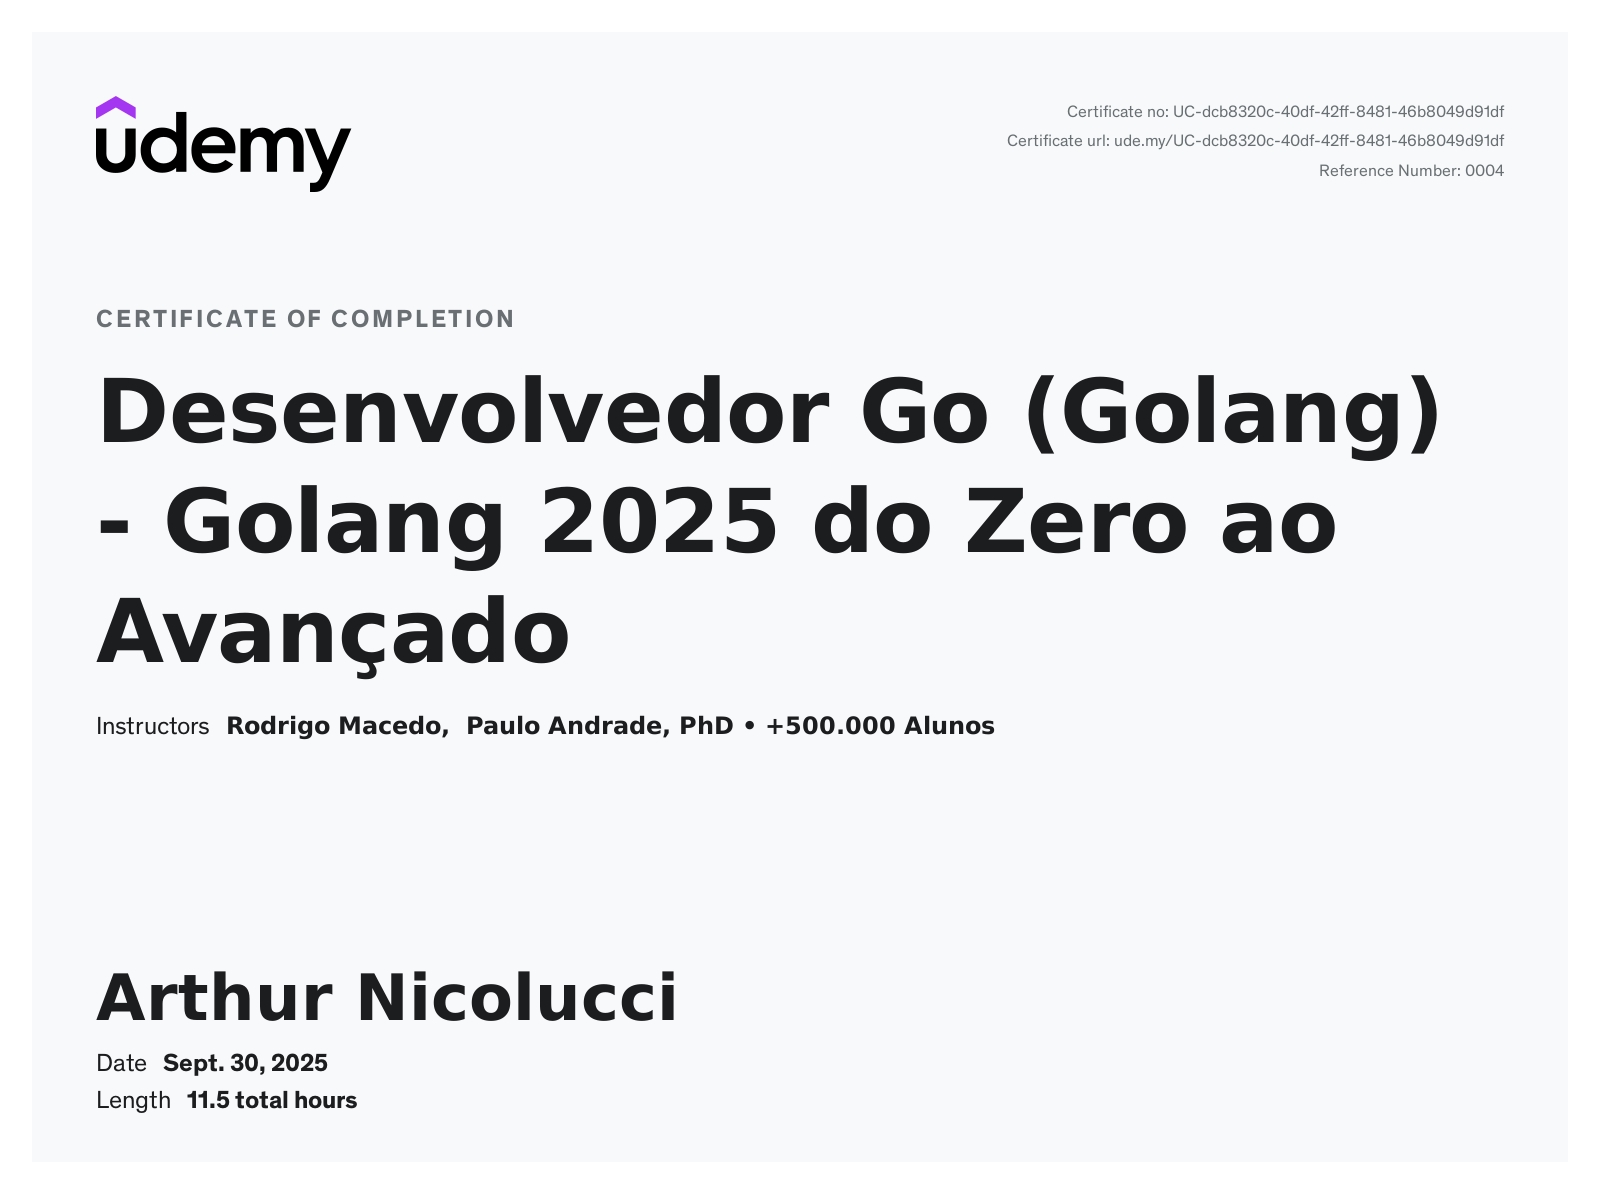 udemy
Certificate no: UC-dcb8320c-40df-42ff-8481-46b8049d91df
Certificate url: ude.my/UC-dcb8320c-40df-42ff-8481-46b8049d91df
Reference Number: 0004
CERTIFICATE OF COMPLETION
Desenvolvedor Go (Golang)
- Golang 2025 do Zero ao
Avançado
Instructors Rodrigo Macedo, Paulo Andrade, PhD • +500.000 Alunos
Arthur Nicolucci
Date Sept. 30, 2025
Length 11.5 total hours